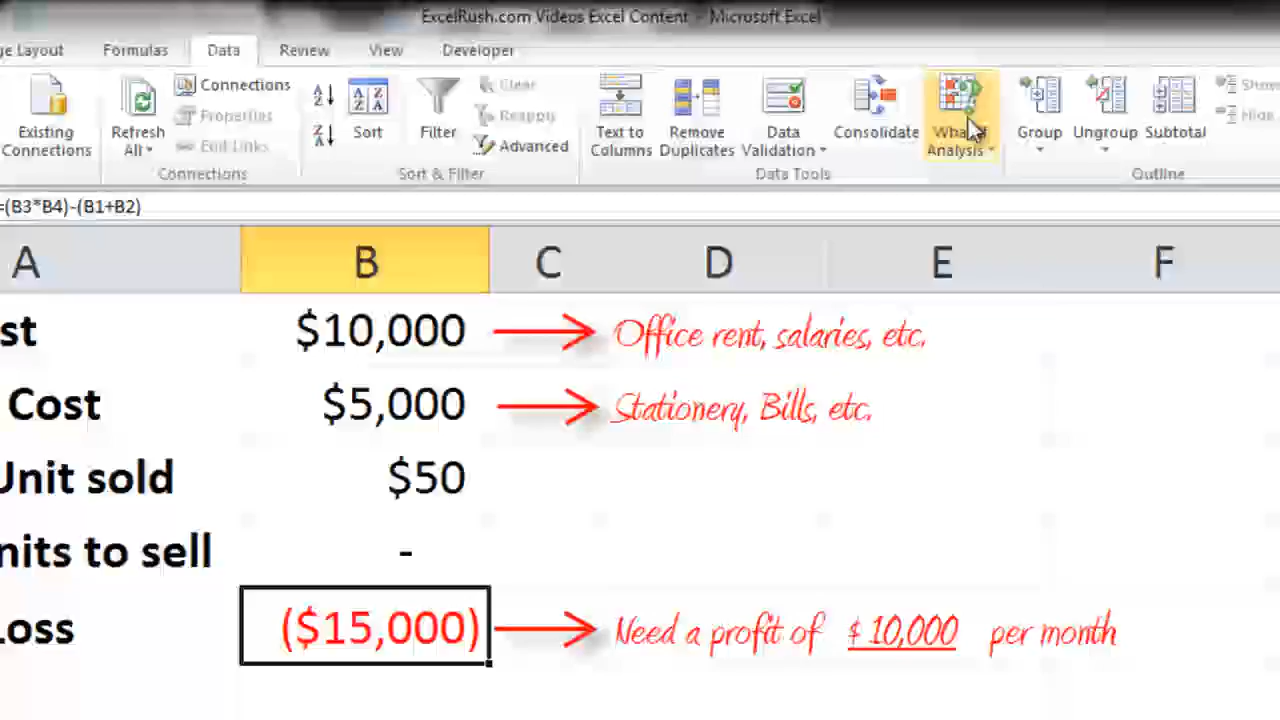 ExcelRush.com Videos Excel Content - Microsoft Excel
ge Layout Formulas Data Review View Developer
Existing Connections
Refresh All
Connections
Properties
Edit Links
Connections
Sort
Filter
Clear
Reapply
Advanced
Sort & Filter
Text to Columns
Remove Duplicates
Data Validation
Consolidate
Analysis
Data Tools
Group
Ungroup
Subtotal
Show
Hide
Outline
=(B3*B4)-(B1+B2)
A B C D E F
st $10,000 Office rent, salaries, etc.
Cost $5,000 Stationery, Bills, etc.
Unit sold $50
nits to sell -
Loss ($15,000) Need a profit of $10,000 per month